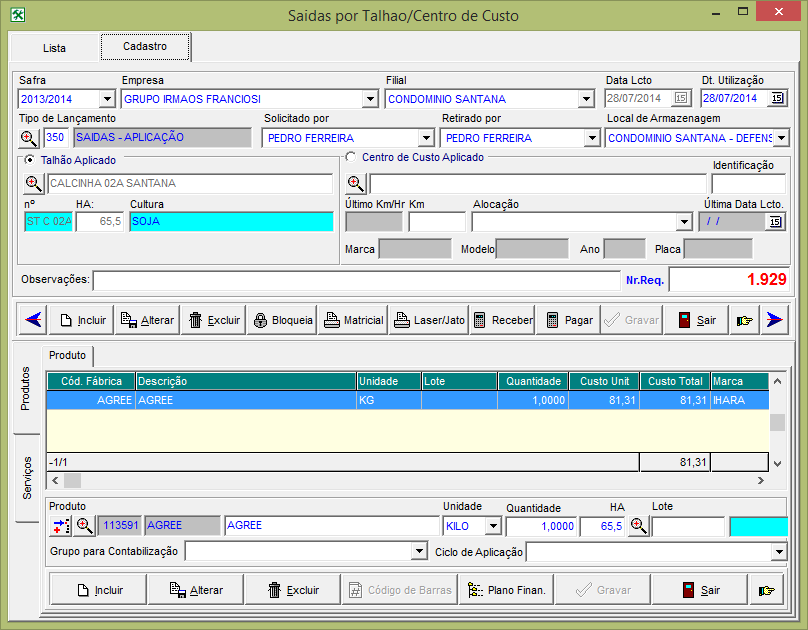 Saidas por Talhao/Centro de Custo
Lista Cadastro
Safra Empresa Filial Data Lcto Dt. Utilização
2013/2014 GRUPO IRMAOS FRANCIOSI CONDOMINIO SANTANA 28/07/2014 15 28/07/2014 15
Tipo de Lançamento Solicitado por Retirado por Local de Armazenagem
350 SAIDAS - APLICAÇÃO PEDRO FERREIRA PEDRO FERREIRA CONDOMINIO SANTANA - DEFENS
Talhão Aplicado Centro de Custo Aplicado Identificação
CALCINHA 02A SANTANA
nº HA: Cultura Último Km/Hr Km Alocação Última Data Lcto.
ST C 02A 65,5 SOJA / / 15
Marca Modelo Ano Placa
Observações: Nr.Req. 1.929
Incluir Alterar Excluir Bloqueia Matricial Laser/Jato Receber Pagar Gravar Sair
Produtos
Serviços
Produto
Cód. Fábrica Descrição Unidade Lote Quantidade Custo Unit Custo Total Marca
AGREE AGREE KG 1,0000 81,31 81,31 IHARA
-1/1 81,31
Produto Unidade Quantidade HA Lote
113591 AGREE AGREE KILO 1,0000 65,5
Grupo para Contabilização Ciclo de Aplicação
Incluir Alterar Excluir Código de Barras Plano Finan. Gravar Sair